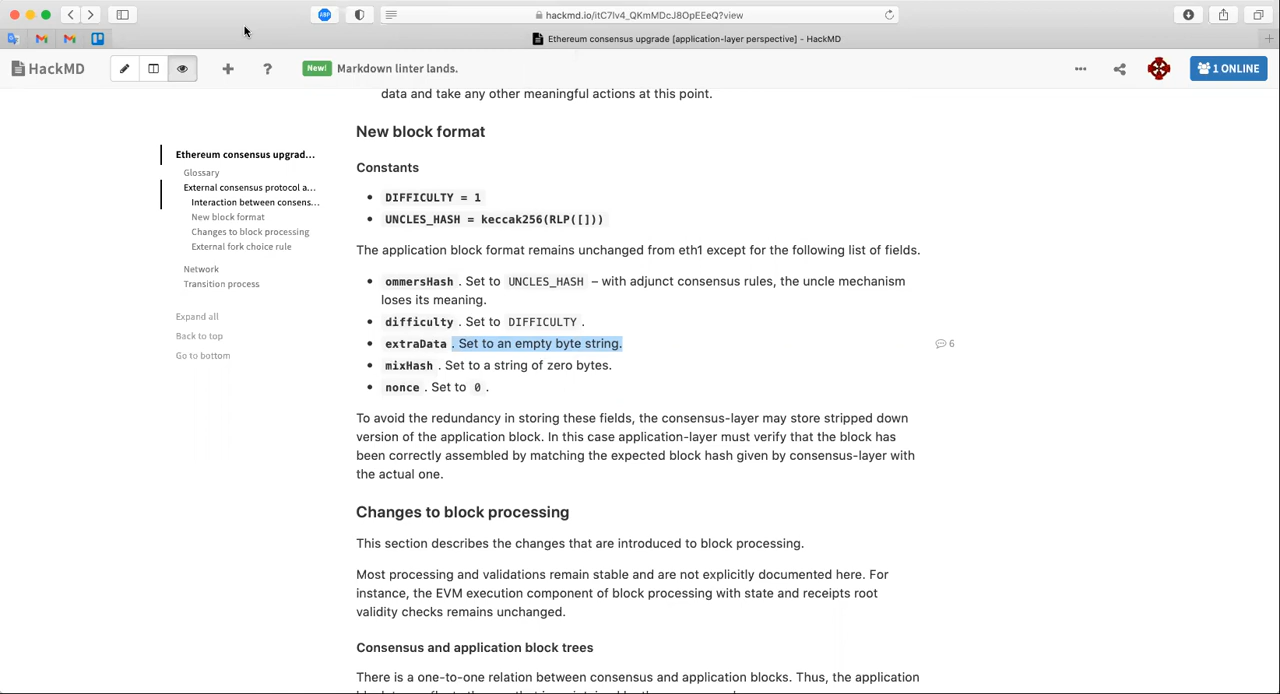 hackmd.io/itC7lv4_QKmMDcJ8OpEEeQ?view
Ethereum consensus upgrade [application-layer perspective] - HackMD
HackMD
New! Markdown linter lands.
1 ONLINE
data and take any other meaningful actions at this point.
Ethereum consensus upgrad...
Glossary
External consensus protocol a...
Interaction between consens...
New block format
Changes to block processing
External fork choice rule
Network
Transition process
Expand all
Back to top
Go to bottom
New block format
Constants
DIFFICULTY = 1
UNCLES_HASH = keccak256(RLP([]))
The application block format remains unchanged from eth1 except for the following list of fields.
ommersHash . Set to UNCLES_HASH – with adjunct consensus rules, the uncle mechanism
loses its meaning.
difficulty . Set to DIFFICULTY .
extraData . Set to an empty byte string.
6
mixHash . Set to a string of zero bytes.
nonce . Set to 0 .
To avoid the redundancy in storing these fields, the consensus-layer may store stripped down
version of the application block. In this case application-layer must verify that the block has
been correctly assembled by matching the expected block hash given by consensus-layer with
the actual one.
Changes to block processing
This section describes the changes that are introduced to block processing.
Most processing and validations remain stable and are not explicitly documented here. For
instance, the EVM execution component of block processing with state and receipts root
validity checks remains unchanged.
Consensus and application block trees
There is a one-to-one relation between consensus and application blocks. Thus, the application